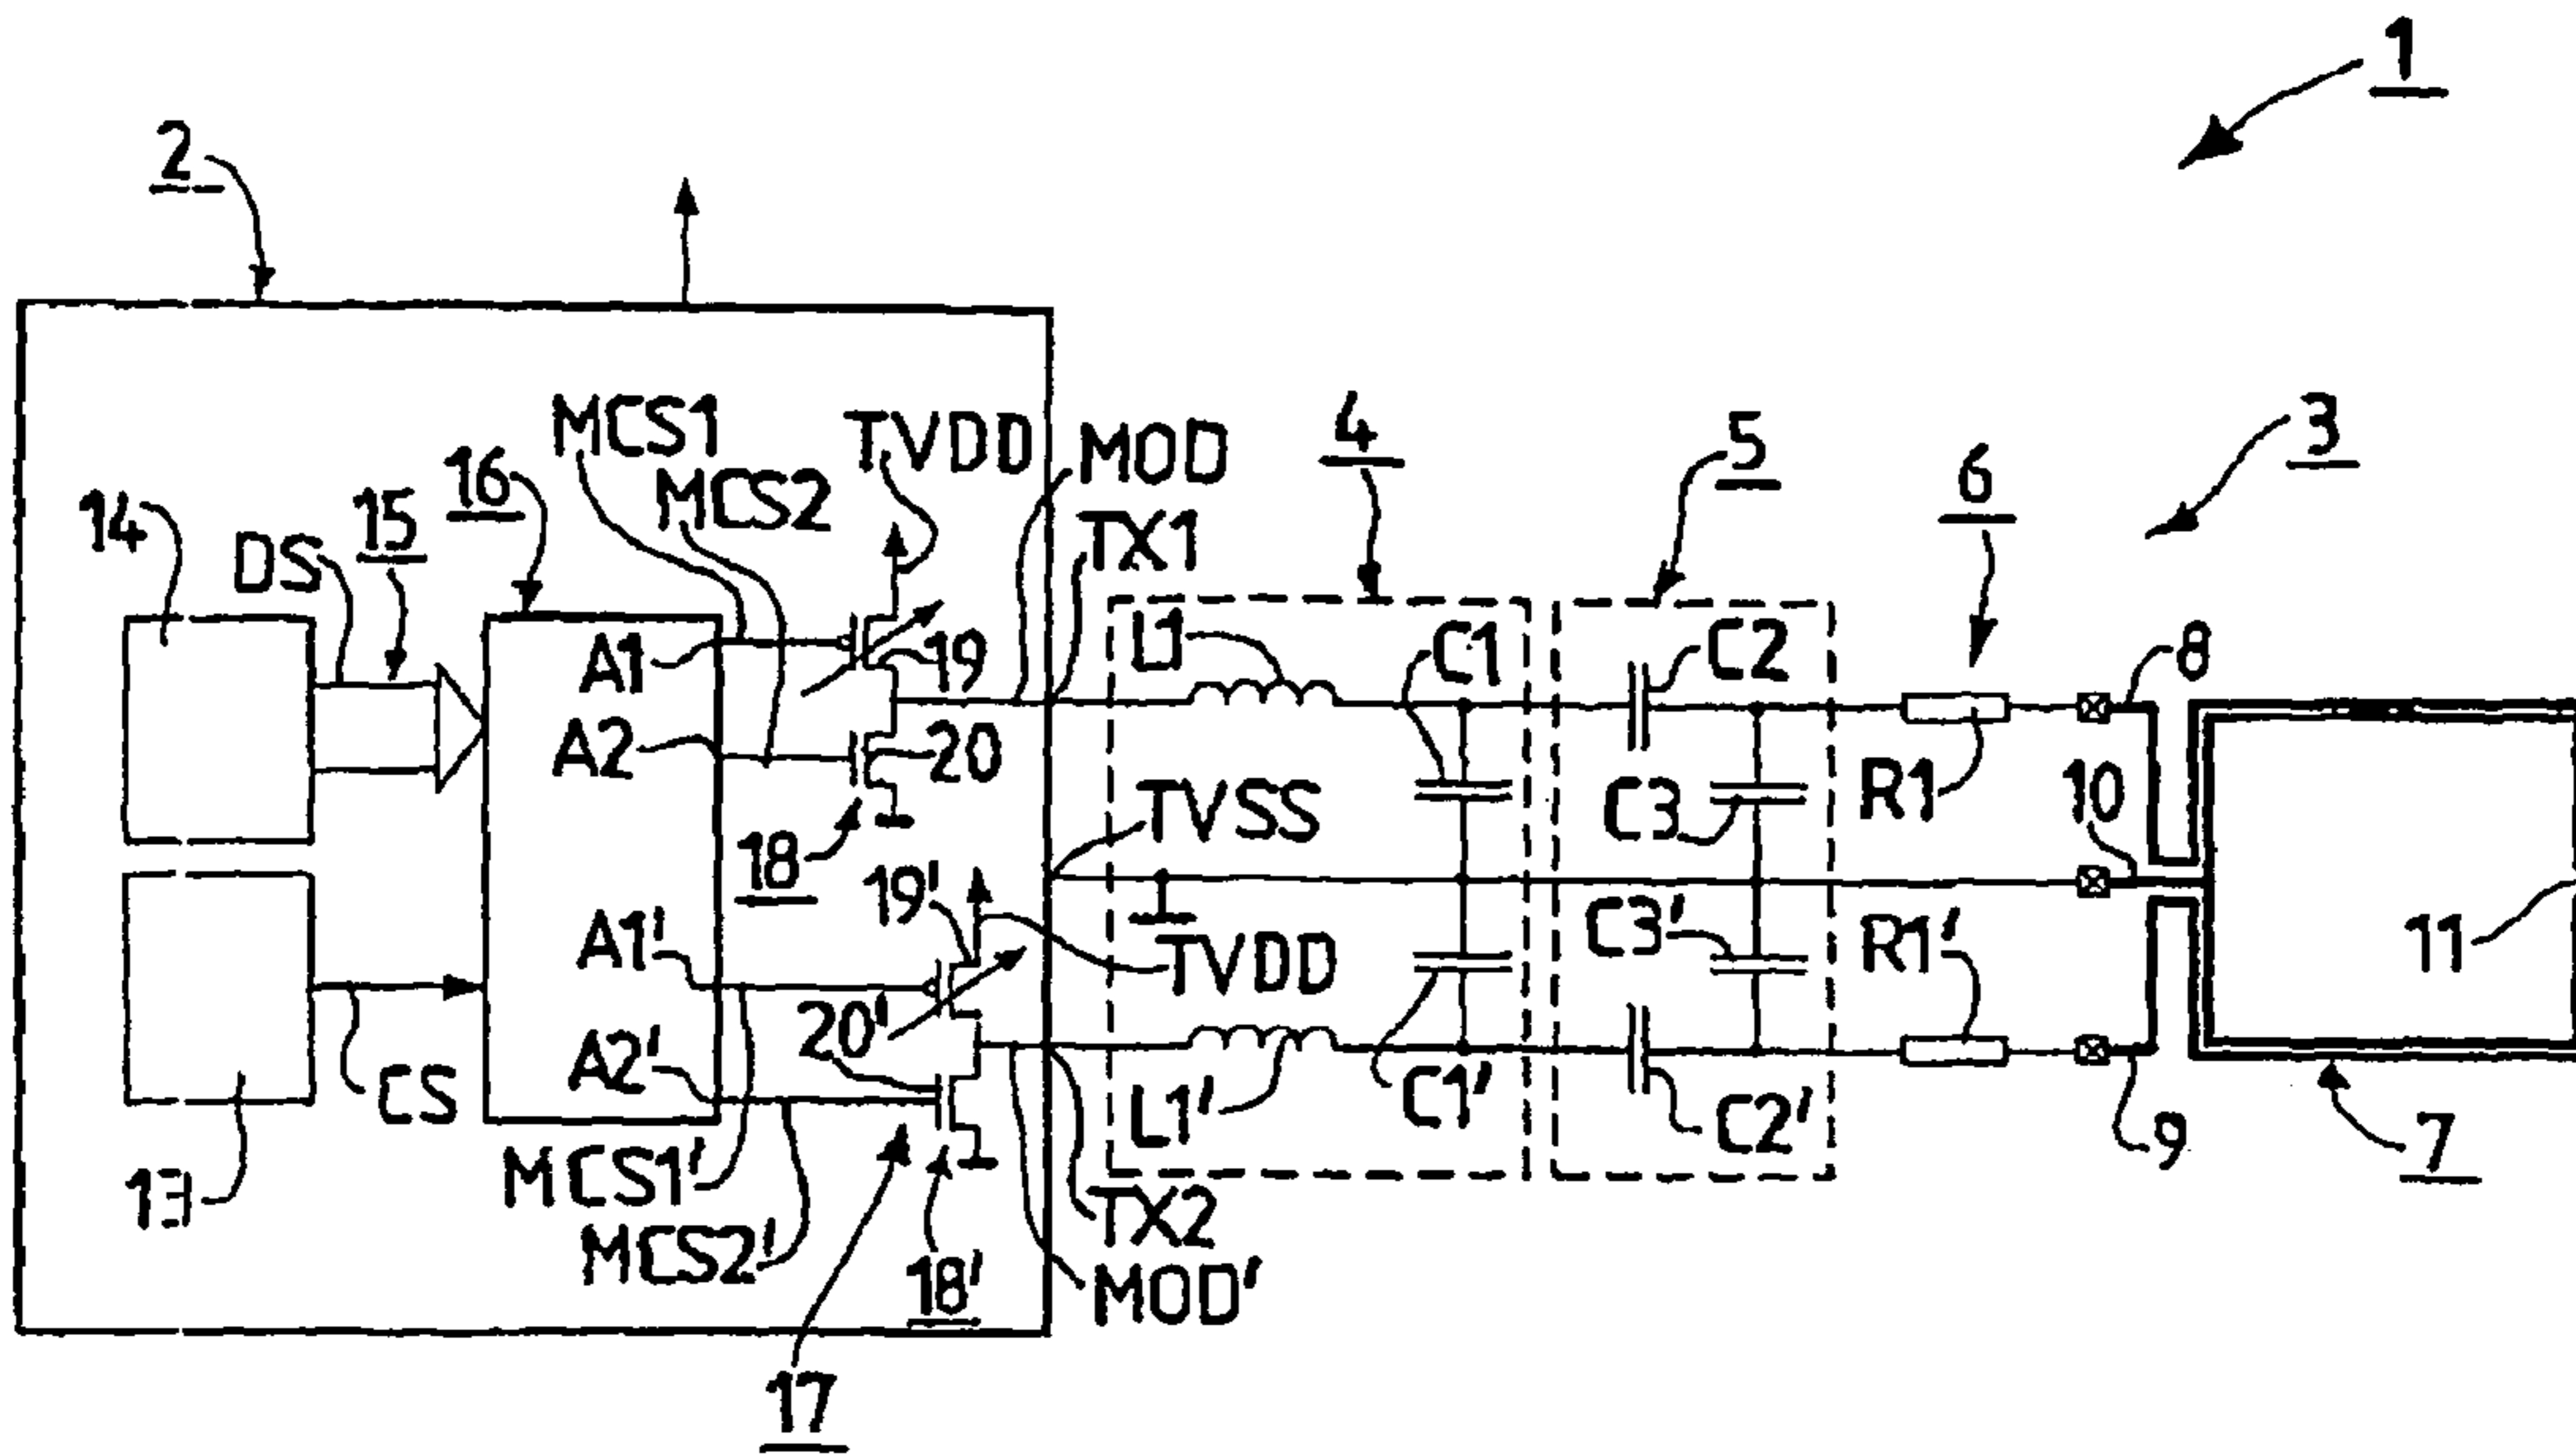 1
2
MCS1
TVDD
MOD
4
5
6
3
14
DS
15
16
MCS2
TX1
A1
19
L1
C1
C2
8
A2
20
TVSS
C3
R1
10
18
19'
A1'
TVDD
C3'
R1'
11
20'
A2'
CS
L1'
C1'
C2'
9
7
13
MCS1'
TX2
MCS2'
18'
MOD'
17